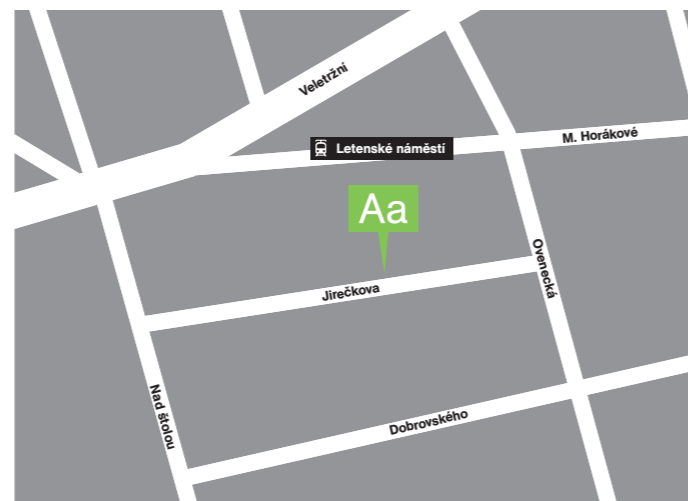 Veletržní
Letenské náměstí
M. Horákové
Aa
Ovenecká
Jirečkova
Nad štolou
Dobrovského